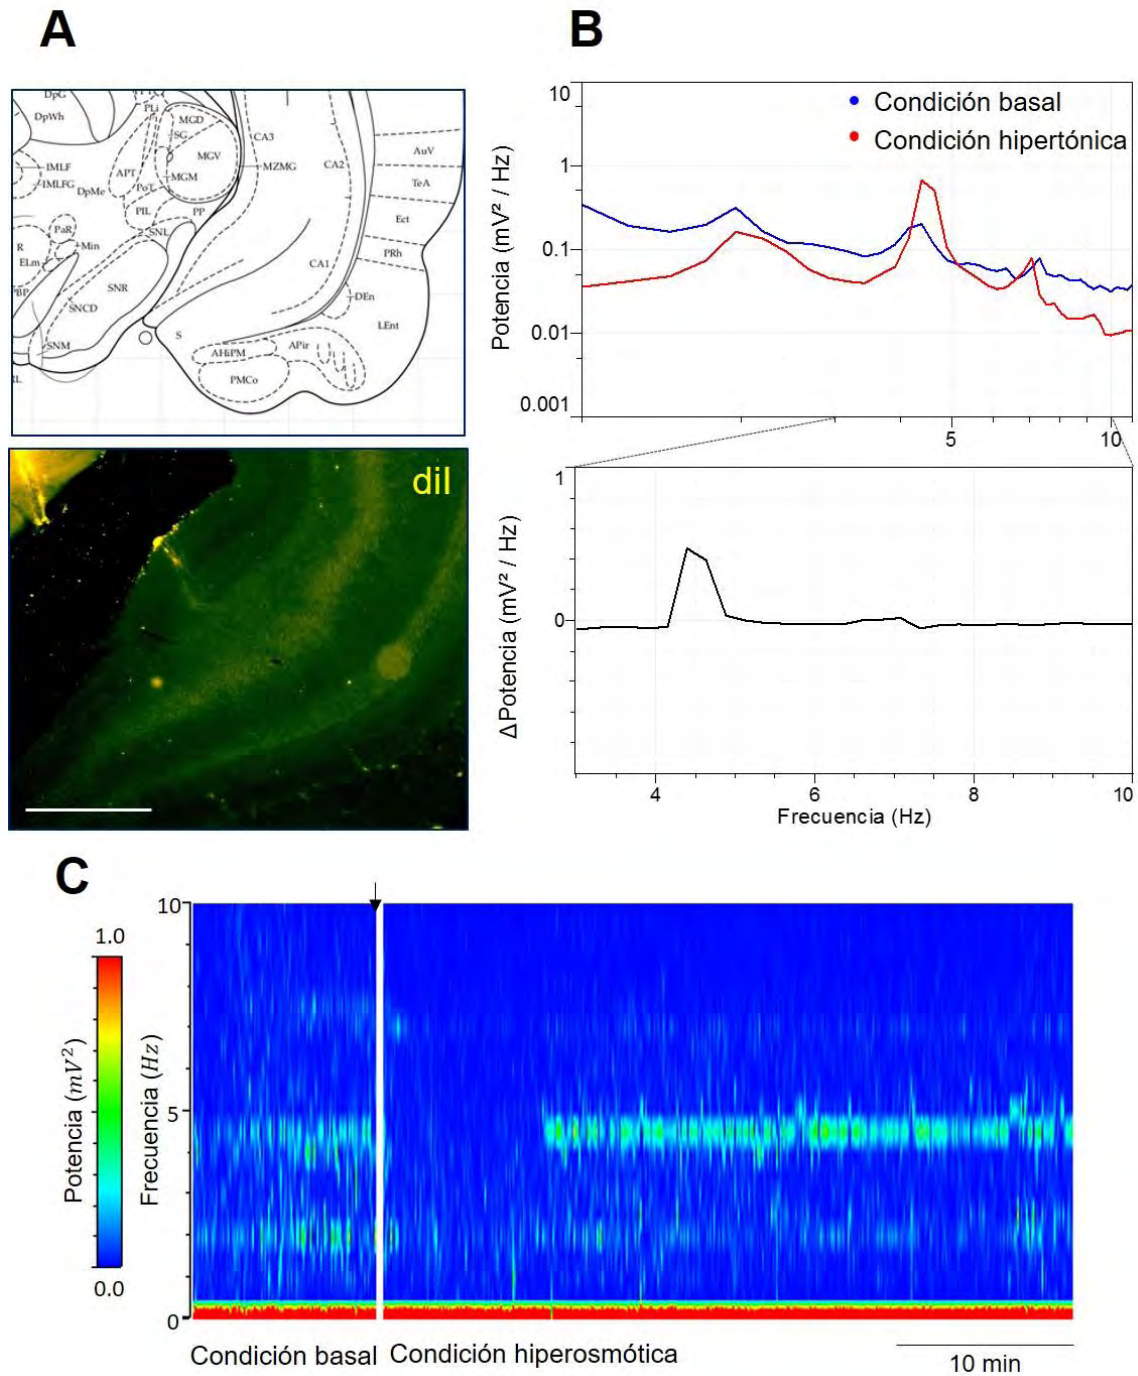 A
DpG
DpWh
PLi
MGD
SG
CA3
MGV
MZMG
CA2
AuV
IMLF
IMLFG
DpMe
APT
PoT
MGM
TeA
PIL
PP
Ect
R
PaR
SNL
Min
ELm
PRh
CA1
SNR
SNCD
DEn
S
LEnt
SNM
AHiPM
APir
PMCo
diI
B
Condición basal
Condición hipertónica
Potencia (mV² / Hz)
10
1
0.1
0.01
0.001
5
10
ΔPotencia (mV² / Hz)
1
0
4
6
8
10
Frecuencia (Hz)
C
1.0
0.0
Potencia (mV²)
Frecuencia (Hz)
10
5
0
Condición basal
Condición hiperosmótica
10 min